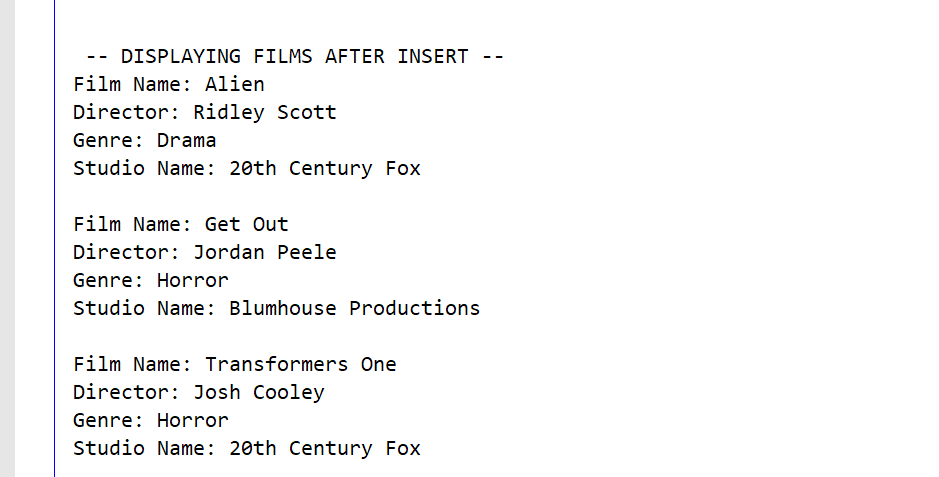 -- DISPLAYING FILMS AFTER INSERT --
Film Name: Alien
Director: Ridley Scott
Genre: Drama
Studio Name: 20th Century Fox
Film Name: Get Out
Director: Jordan Peele
Genre: Horror
Studio Name: Blumhouse Productions
Film Name: Transformers One
Director: Josh Cooley
Genre: Horror
Studio Name: 20th Century Fox